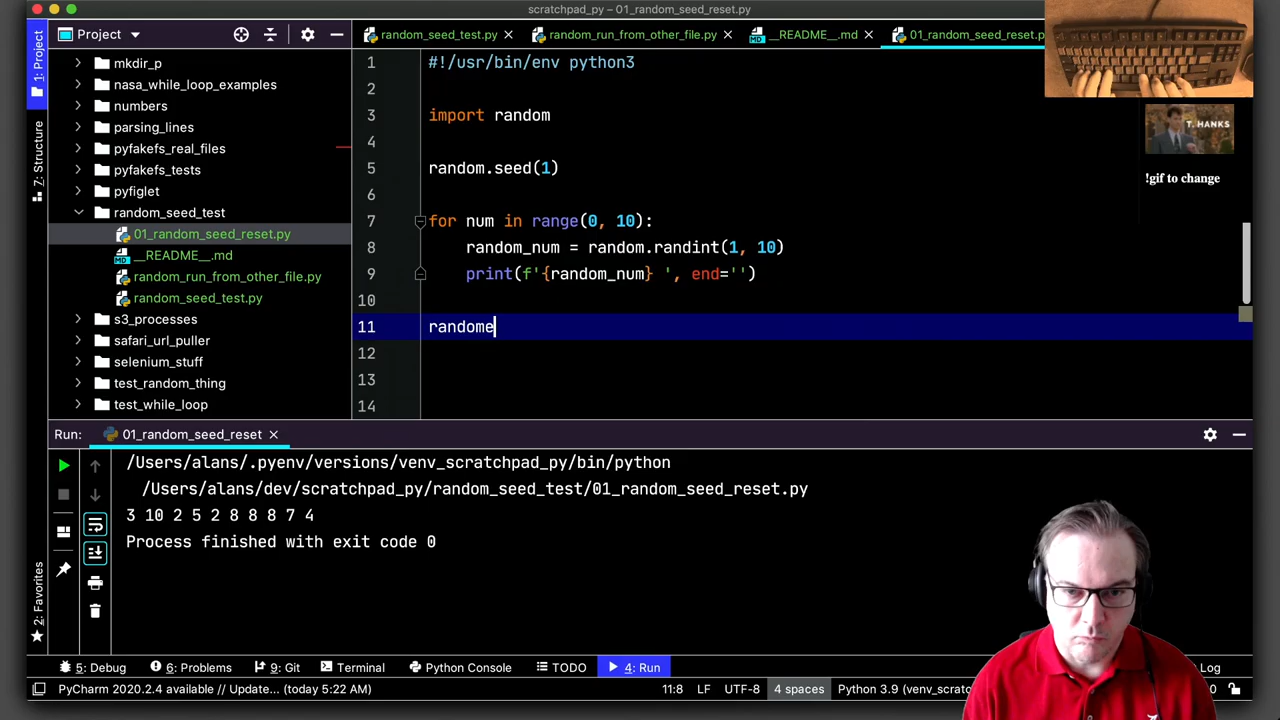 scratchpad_py – 01_random_seed_reset.py
Project
random_seed_test.py
random_run_from_other_file.py
__README__.md
01_random_seed_reset.p
1: Project
7: Structure
2: Favorites
mkdir_p
nasa_while_loop_examples
numbers
parsing_lines
pyfakefs_real_files
pyfakefs_tests
pyfiglet
random_seed_test
01_random_seed_reset.py
__README__.md
random_run_from_other_file.py
random_seed_test.py
s3_processes
safari_url_puller
selenium_stuff
test_random_thing
test_while_loop
1 #!/usr/bin/env python3
2
3 import random
4
5 random.seed(1)
6
7 for num in range(0, 10):
8 random_num = random.randint(1, 10)
9 print(f'{random_num} ', end='')
10
11 randome
12
13
14
T. HANKS
!gif to change
Run: 01_random_seed_reset
/Users/alans/.pyenv/versions/venv_scratchpad_py/bin/python
/Users/alans/dev/scratchpad_py/random_seed_test/01_random_seed_reset.py
3 10 2 5 2 8 8 8 7 4
Process finished with exit code 0
5: Debug 6: Problems 9: Git Terminal Python Console TODO 4: Run Log
PyCharm 2020.2.4 available // Update... (today 5:22 AM) 11:8 LF UTF-8 4 spaces Python 3.9 (venv_scratc 0